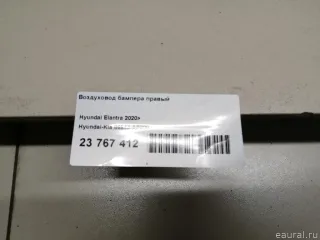 Воздуховод бампера правый
Hyundai Elantra 2020>
Hyundai-Kia
23 767 412
eaural.ru